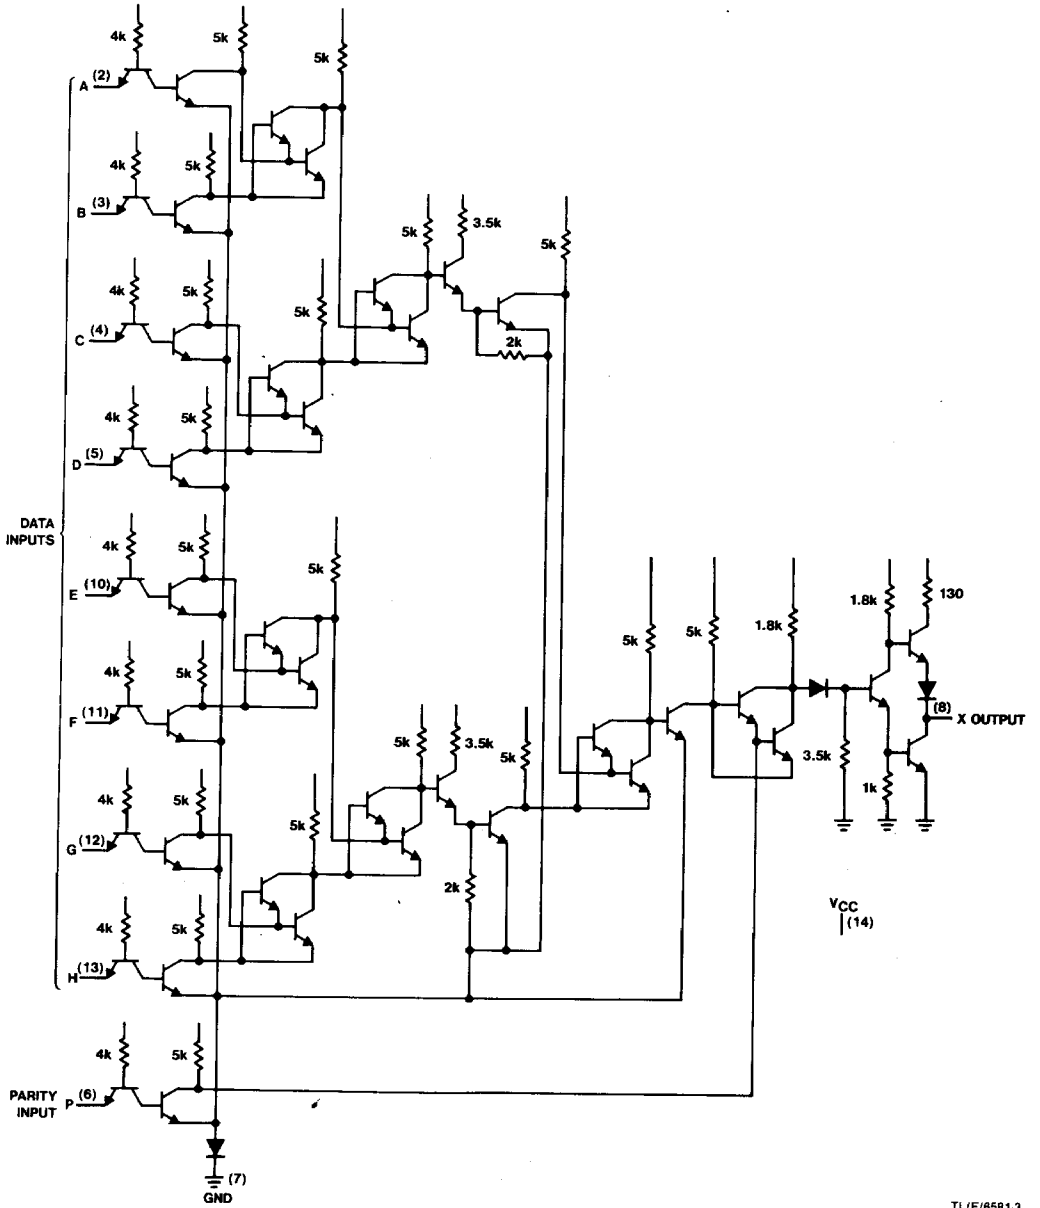 4k
5k
5k
A (2)
4k
5k
B (3)
5k
3.5k
5k
4k
5k
5k
C (4)
2k
4k
5k
D (5)
DATA
INPUTS
4k
5k
5k
E (10)
5k
5k
1.8k
1.8k
130
4k
5k
F (11)
(8)
X OUTPUT
5k
3.5k
5k
3.5k
1k
4k
5k
5k
G (12)
2k
VCC
(14)
4k
5k
H (13)
4k
5k
PARITY
INPUT
P (6)
(7)
GND
TL/F/6581-3